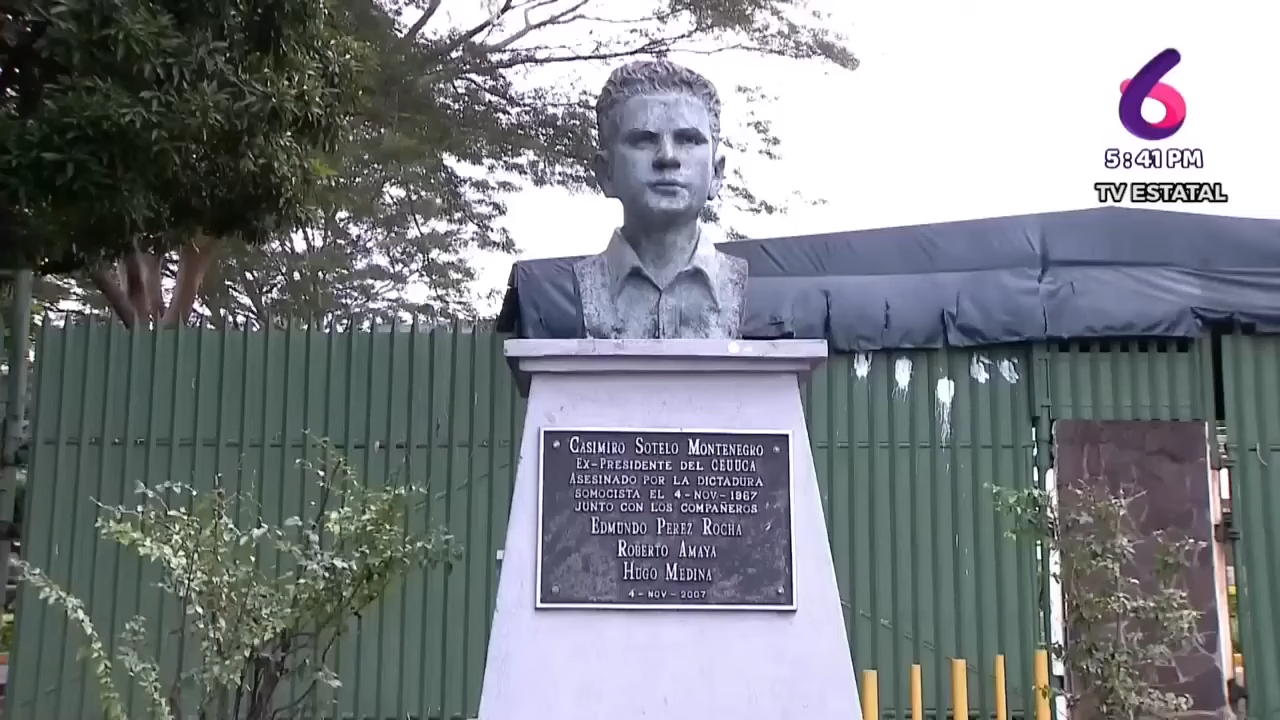 6
5:41 PM
TV ESTATAL
CASIMIRO SOTELO MONTENEGRO
EX-PRESIDENTE DEL CEUUCA
ASESINADO POR LA DICTADURA
SOMOCISTA EL 4-NOV-1967
JUNTO CON LOS COMPAÑEROS
EDMUNDO PEREZ ROCHA
ROBERTO AMAYA
HUGO MEDINA
4-NOV-2007